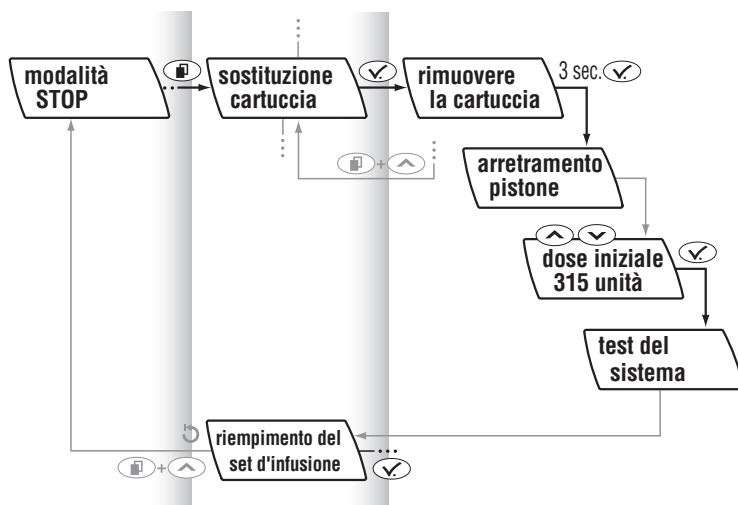 modalità
STOP
sostituzione
cartuccia
rimuovere
la cartuccia
3 sec.
+
arretramento
pistone
dose iniziale
315 unità
test del
sistema
riempimento del
set d'infusione
+